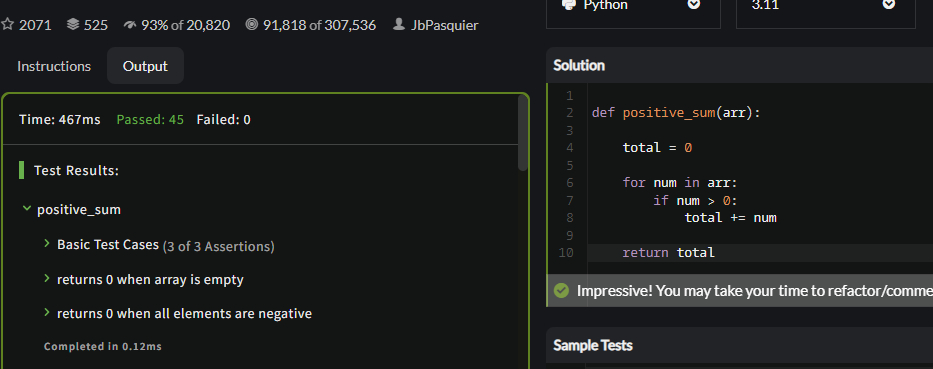 2071 525 93% of 20,820 91,818 of 307,536 JbPasquier
Python 3.11
Instructions Output
Time: 467ms Passed: 45 Failed: 0
Test Results:
positive_sum
Basic Test Cases (3 of 3 Assertions)
returns 0 when array is empty
returns 0 when all elements are negative
Completed in 0.12ms
Solution
1
2 def positive_sum(arr):
3
4 total = 0
5
6 for num in arr:
7 if num > 0:
8 total += num
9
10 return total
Impressive! You may take your time to refactor/comme
Sample Tests